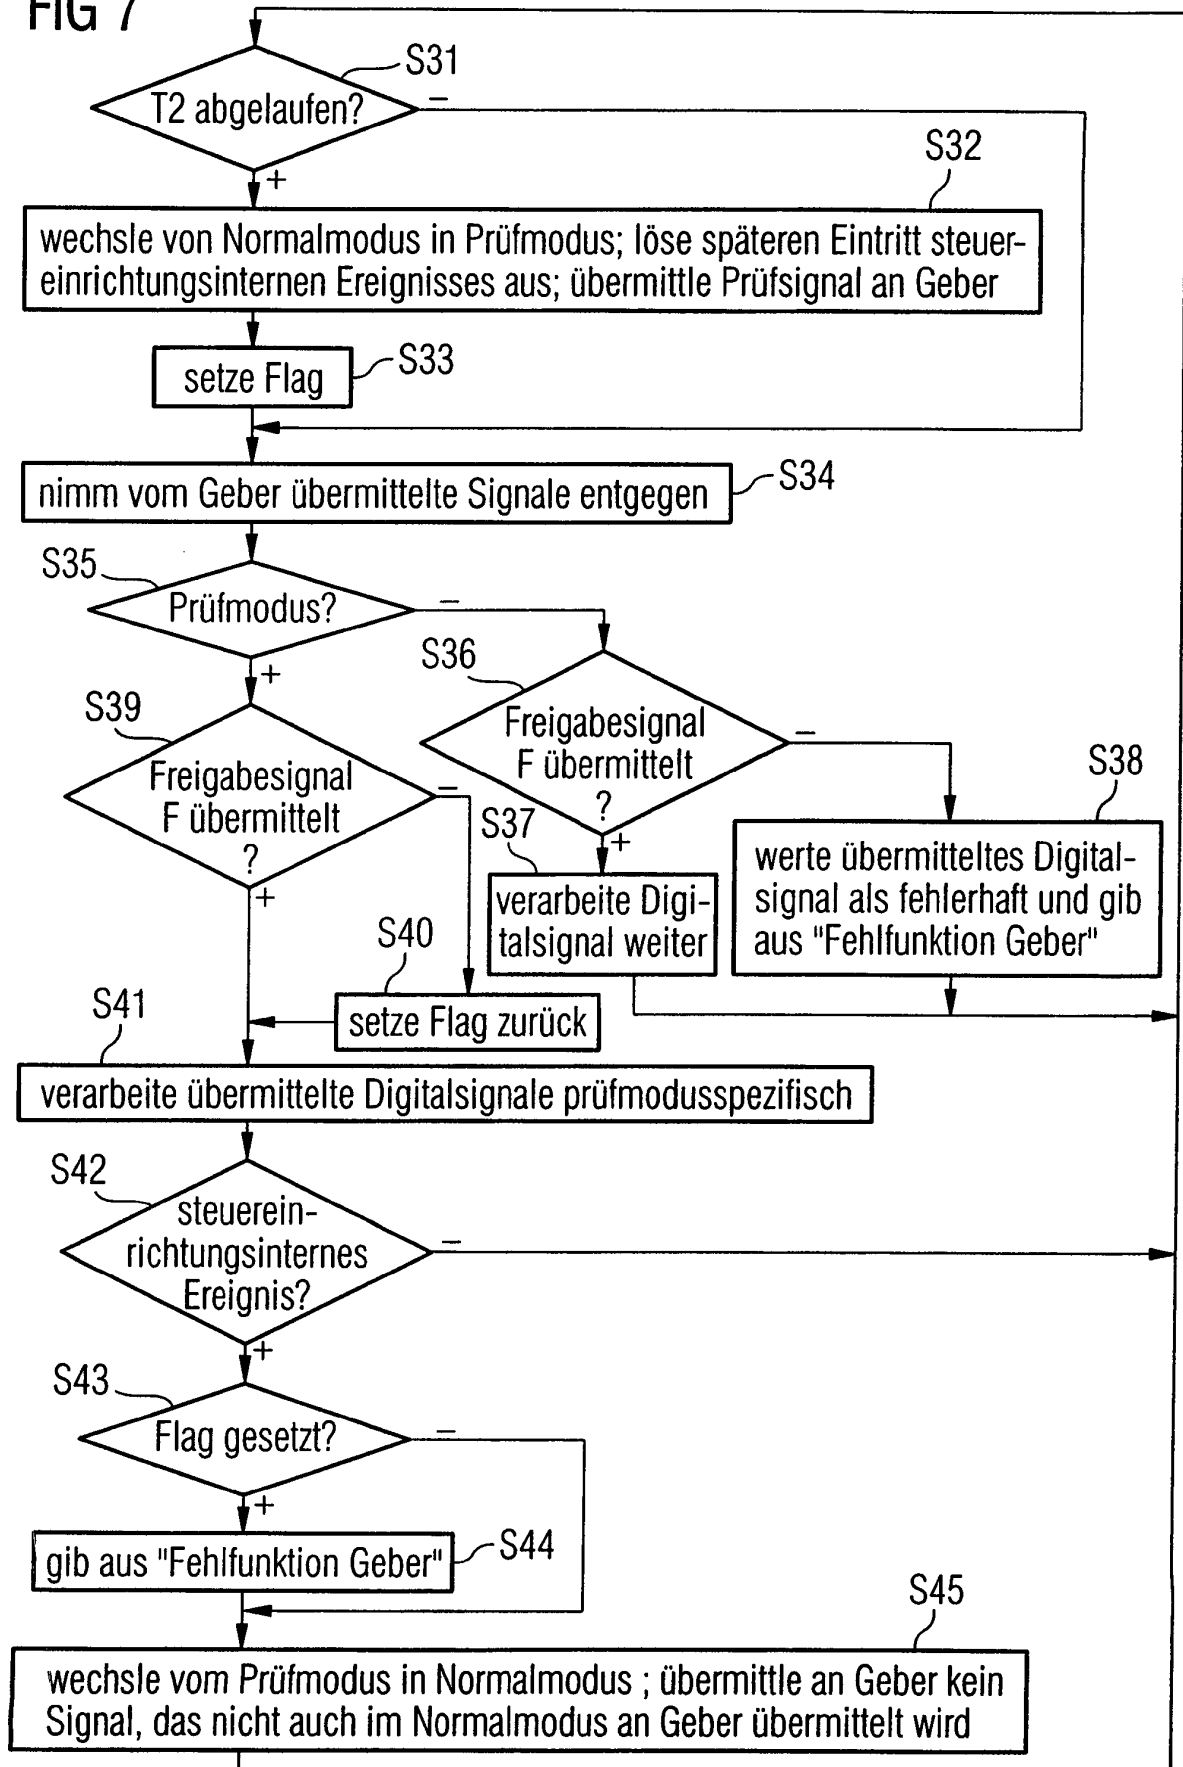 FIG 7
S31
T2 abgelaufen?
–
+
S32
wechsle von Normalmodus in Prüfmodus; löse späteren Eintritt steuer-
einrichtungsinternen Ereignisses aus; übermittle Prüfsignal an Geber
S33
setze Flag
S34
nimm vom Geber übermittelte Signale entgegen
S35
Prüfmodus?
–
+
S36
Freigabesignal
F übermittelt
?
–
+
S39
Freigabesignal
F übermittelt
?
–
+
S37
verarbeite Digi-
talsignal weiter
S38
werte übermitteltes Digital-
signal als fehlerhaft und gib
aus "Fehlfunktion Geber"
S40
setze Flag zurück
S41
verarbeite übermittelte Digitalsignale prüfmodusspezifisch
S42
steuerein-
richtungsinternes
Ereignis?
–
+
S43
Flag gesetzt?
–
+
S44
gib aus "Fehlfunktion Geber"
S45
wechsle vom Prüfmodus in Normalmodus ; übermittle an Geber kein
Signal, das nicht auch im Normalmodus an Geber übermittelt wird